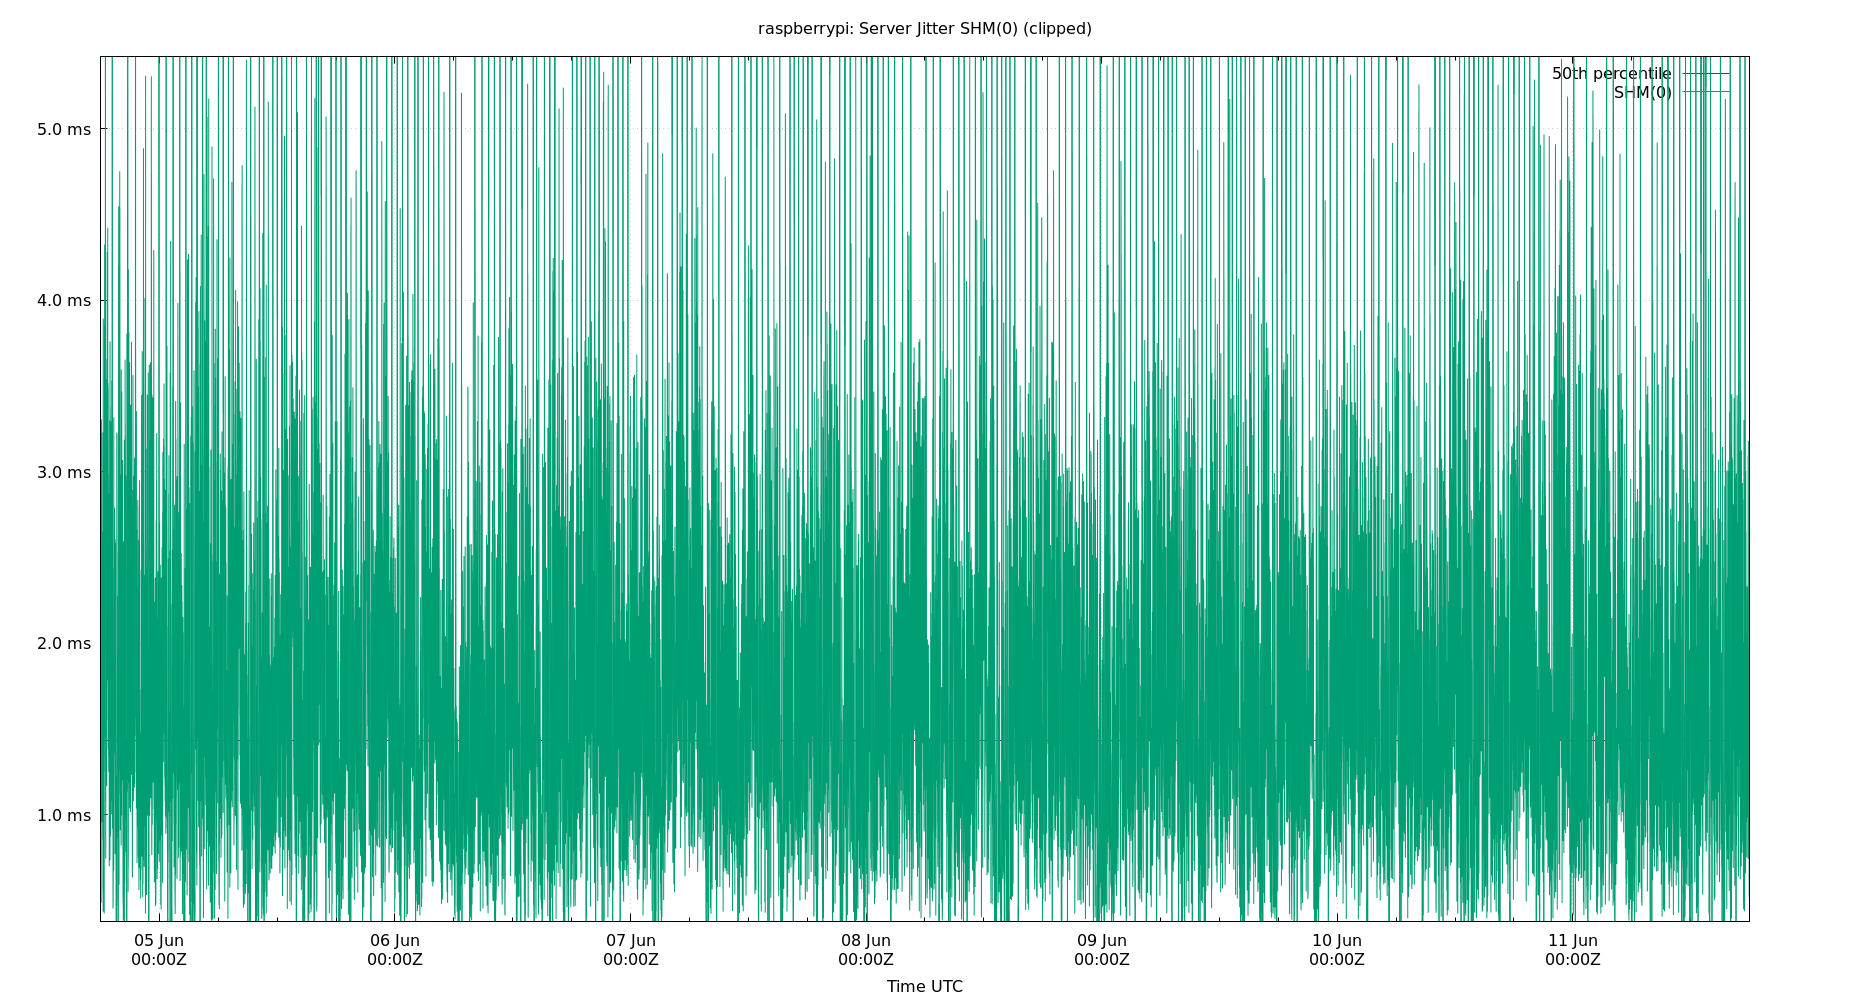 raspberrypi: Server Jitter SHM(0) (clipped)
50th percentile
SHM(0)
5.0 ms
4.0 ms
3.0 ms
2.0 ms
1.0 ms
05 Jun 06 Jun 07 Jun 08 Jun 09 Jun 10 Jun 11 Jun
00:00Z 00:00Z 00:00Z 00:00Z 00:00Z 00:00Z 00:00Z
Time UTC